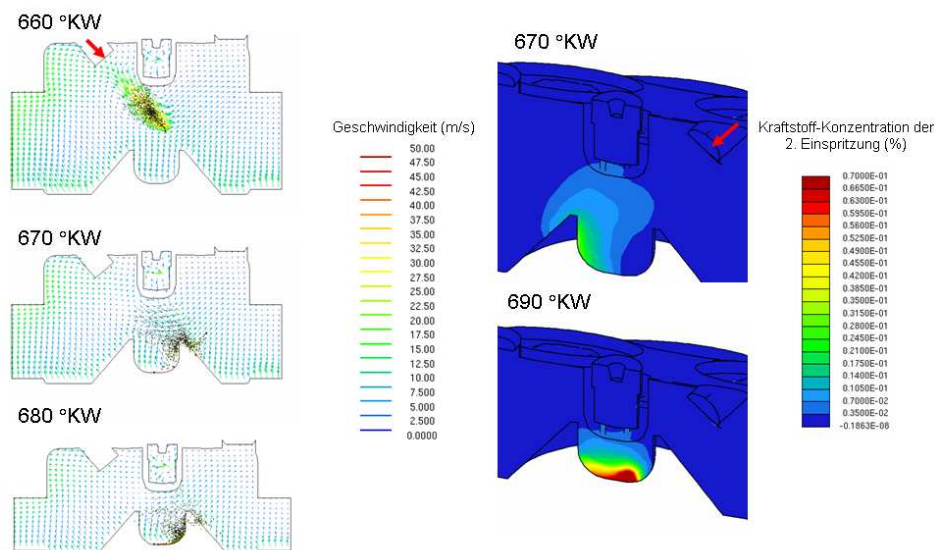 660 °KW
670 °KW
680 °KW
Geschwindigkeit (m/s)
50.00
47.50
45.00
42.50
40.00
37.50
35.00
32.50
30.00
27.50
25.00
22.50
20.00
17.50
15.00
12.50
10.00
7.500
5.000
2.500
0.0000
670 °KW
690 °KW
Kraftstoff-Konzentration der
2. Einspritzung (%)
0.7000E-01
0.6650E-01
0.6300E-01
0.5950E-01
0.5600E-01
0.5250E-01
0.4900E-01
0.4550E-01
0.4200E-01
0.3850E-01
0.3500E-01
0.3150E-01
0.2800E-01
0.2450E-01
0.2100E-01
0.1750E-01
0.1400E-01
0.1050E-01
0.7000E-02
0.3500E-02
-0.1863E-08